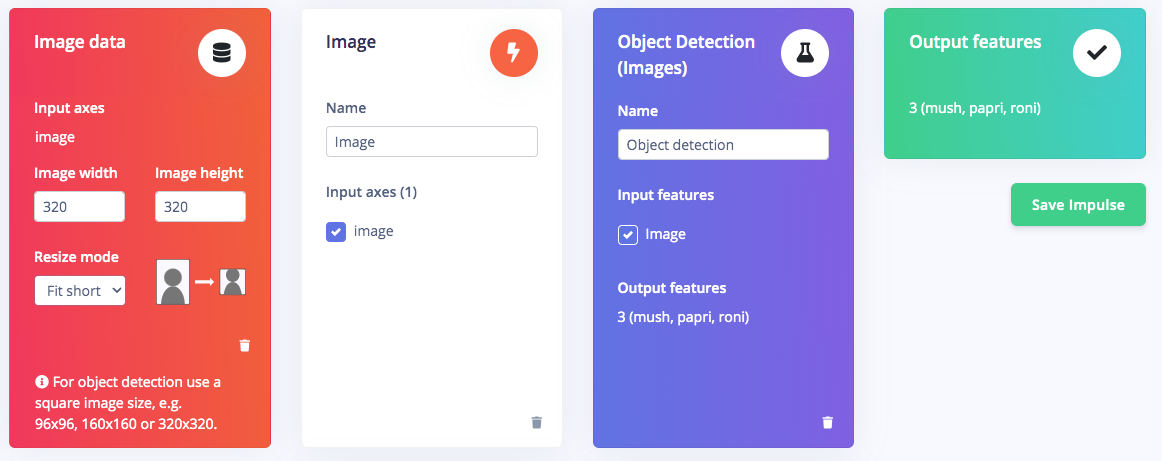 Image data
Input axes
image
Image width
Image height
320
320
Resize mode
Fit short
For object detection use a
square image size, e.g.
96x96, 160x160 or 320x320.
Image
Name
Image
Input axes (1)
image
Object Detection
(Images)
Name
Object detection
Input features
Image
Output features
3 (mush, papri, roni)
Output features
3 (mush, papri, roni)
Save Impulse